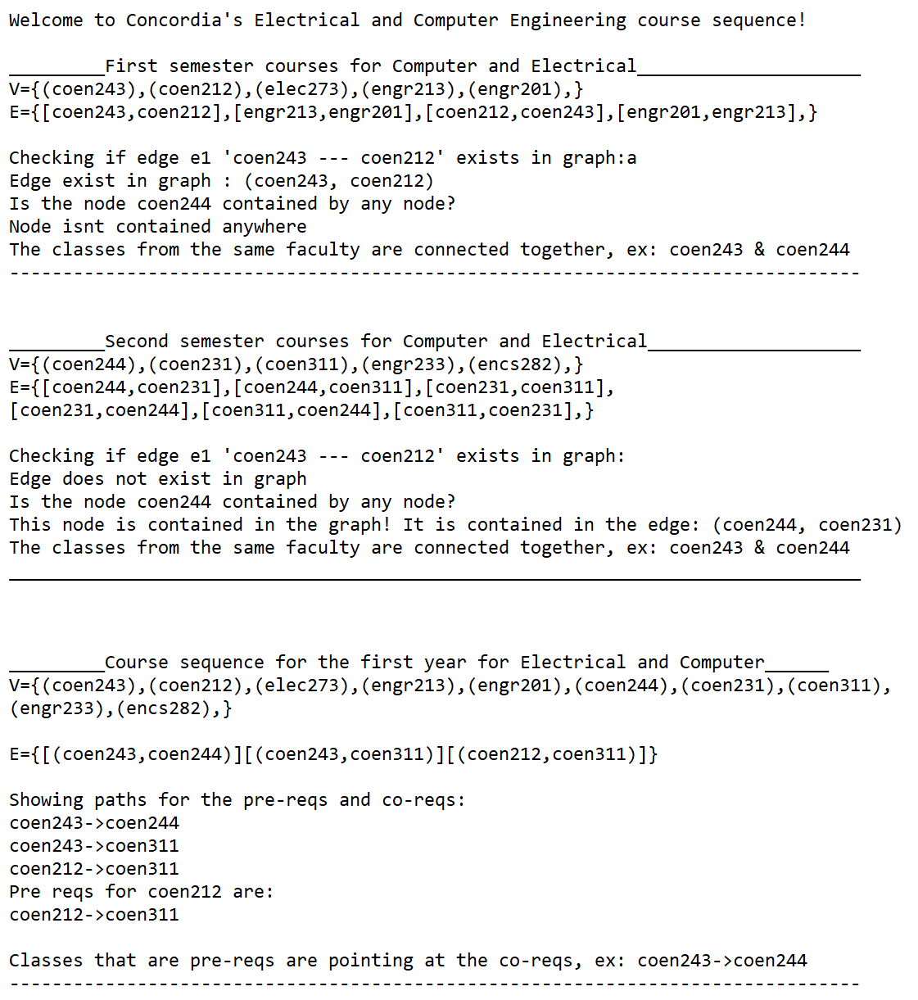 Welcome to Concordia's Electrical and Computer Engineering course sequence!
_________First semester courses for Computer and Electrical_____________________
V={(coen243),(coen212),(elec273),(engr213),(engr201),}
E={[coen243,coen212],[engr213,engr201],[coen212,coen243],[engr201,engr213],}
Checking if edge e1 'coen243 --- coen212' exists in graph:a
Edge exist in graph : (coen243, coen212)
Is the node coen244 contained by any node?
Node isnt contained anywhere
The classes from the same faculty are connected together, ex: coen243 & coen244
--------------------------------------------------------------------------------
_________Second semester courses for Computer and Electrical____________________
V={(coen244),(coen231),(coen311),(engr233),(encs282),}
E={[coen244,coen231],[coen244,coen311],[coen231,coen311],
[coen231,coen244],[coen311,coen244],[coen311,coen231],}
Checking if edge e1 'coen243 --- coen212' exists in graph:
Edge does not exist in graph
Is the node coen244 contained by any node?
This node is contained in the graph! It is contained in the edge: (coen244, coen231)
The classes from the same faculty are connected together, ex: coen243 & coen244
________________________________________________________________________________
_________Course sequence for the first year for Electrical and Computer______
V={(coen243),(coen212),(elec273),(engr213),(engr201),(coen244),(coen231),(coen311),
(engr233),(encs282),}
E={[(coen243,coen244)][(coen243,coen311)][(coen212,coen311)]}
Showing paths for the pre-reqs and co-reqs:
coen243->coen244
coen243->coen311
coen212->coen311
Pre reqs for coen212 are:
coen212->coen311
Classes that are pre-reqs are pointing at the co-reqs, ex: coen243->coen244
--------------------------------------------------------------------------------